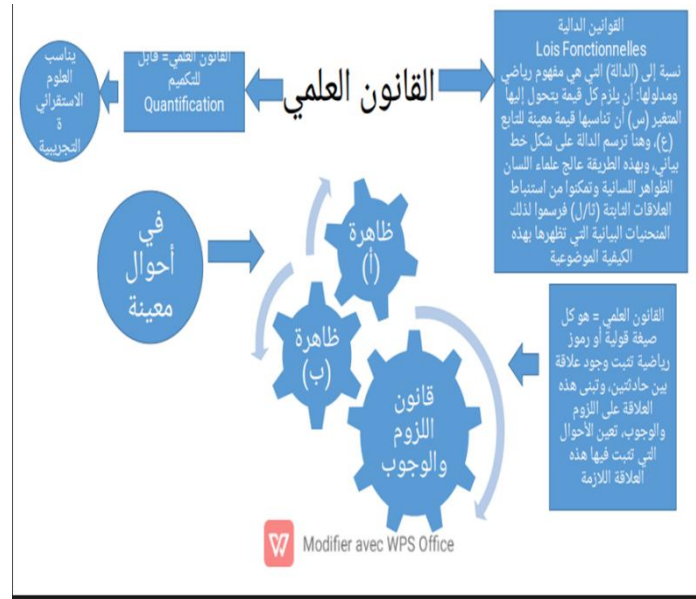 القوانين الدالية
Lois Fonctionnelles
نسبة إلى (الدالة) التي هي مفهوم رياضي
ومدلولها: أن يلزم كل قيمة يتحول إليها
المتغير (س) أن تناسبها قيمة معينة للتابع
(ع)، وهنا ترسم الدالة على شكل خط
بياني، وبهذه الطريقة عالج علماء اللسان
الظواهر اللسانية وتمكنوا من استنباط
العلاقات الثابتة (ثا/ل) فرسموا لذلك
المنحنيات البيانية التي تظهرها بهذه
الكيفية الموضوعية
القانون العلمي
القانون العلمي= قابل
للتكميم
Quantification
يناسب
العلوم
الاستقرائي
ة
التجريبية
في
أحوال
معينة
ظاهرة
(أ)
ظاهرة
(ب)
قانون
اللزوم
والوجوب
القانون العلمي = هو كل
صيغة قولية أو رموز
رياضية تثبت وجود علاقة
بين حادثتين، وتبنى هذه
العلاقة على اللزوم
والوجوب، تعين الأحوال
التي تثبت فيها هذه
العلاقة اللازمة
Modifier avec WPS Office